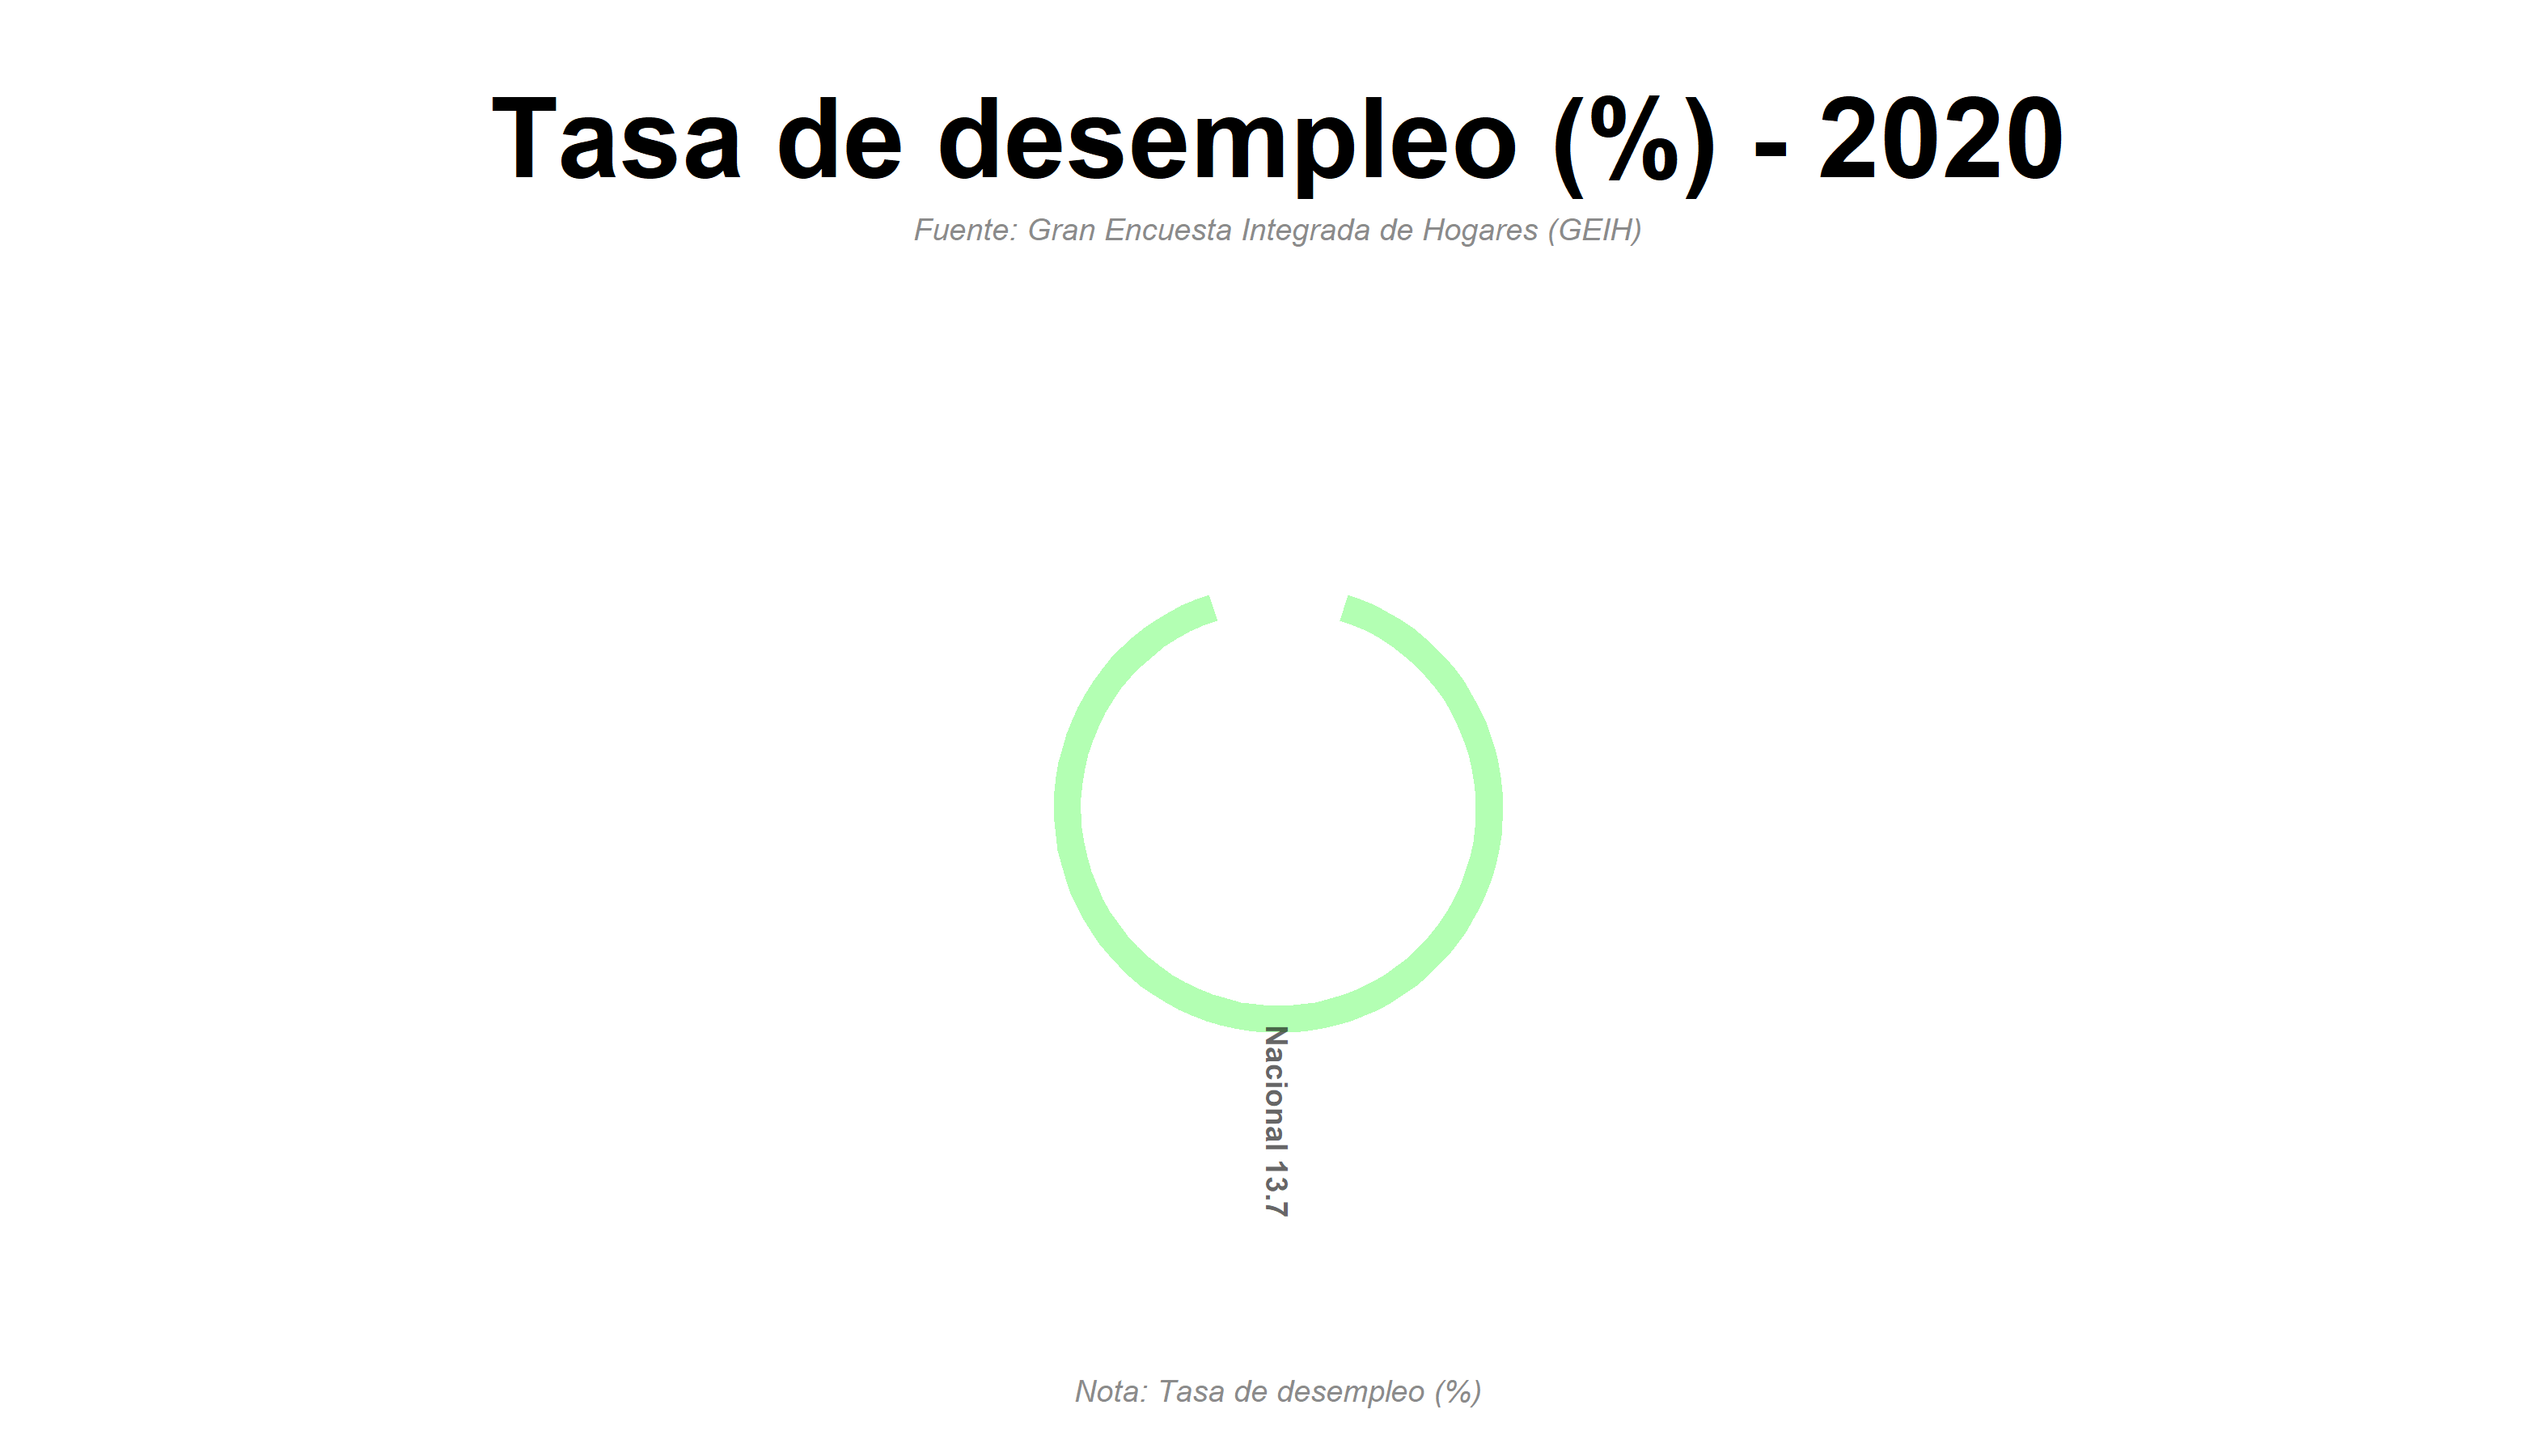 Tasa de desempleo (%) - 2020
Fuente: Gran Encuesta Integrada de Hogares (GEIH)
Nacional 13.7
Nota: Tasa de desempleo (%)